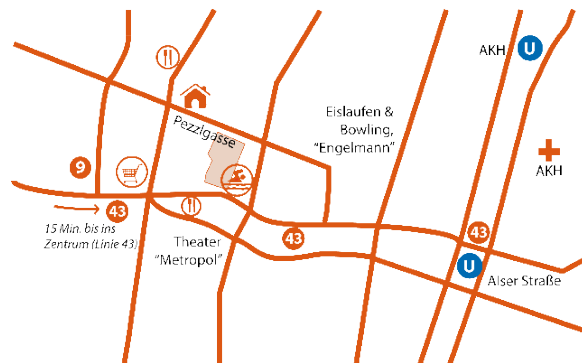 AKH
U
Eislaufen &
Bowling,
"Engelmann"
Pezzlgasse
AKH
9
43
15 Min. bis ins
Zentrum (Linie 43)
Theater
"Metropol"
43
43
U
Alser Straße